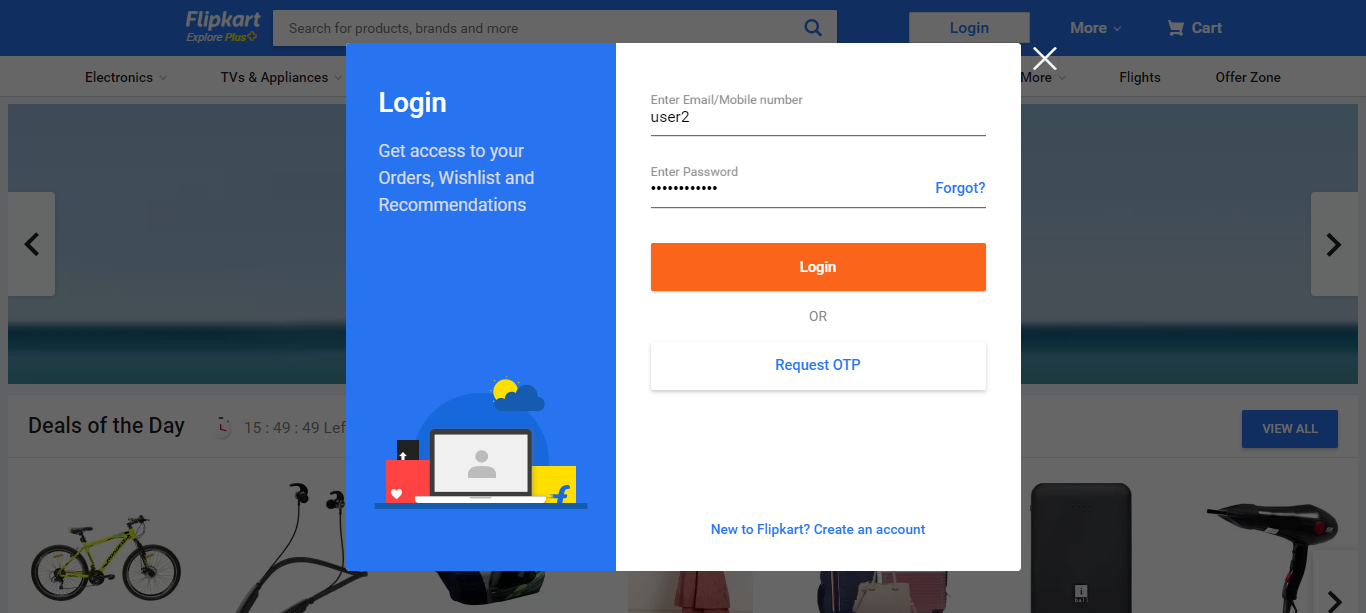 Flipkart
Explore Plus
Search for products, brands and more
Login
More
Cart
Electronics
TVs & Appliances
More
Flights
Offer Zone
Login
Get access to your
Orders, Wishlist and
Recommendations
Enter Email/Mobile number
user2
Enter Password
••••••••••••
Forgot?
Login
OR
Request OTP
New to Flipkart? Create an account
Deals of the Day
15 : 49 : 49 Lef
VIEW ALL
f
iball